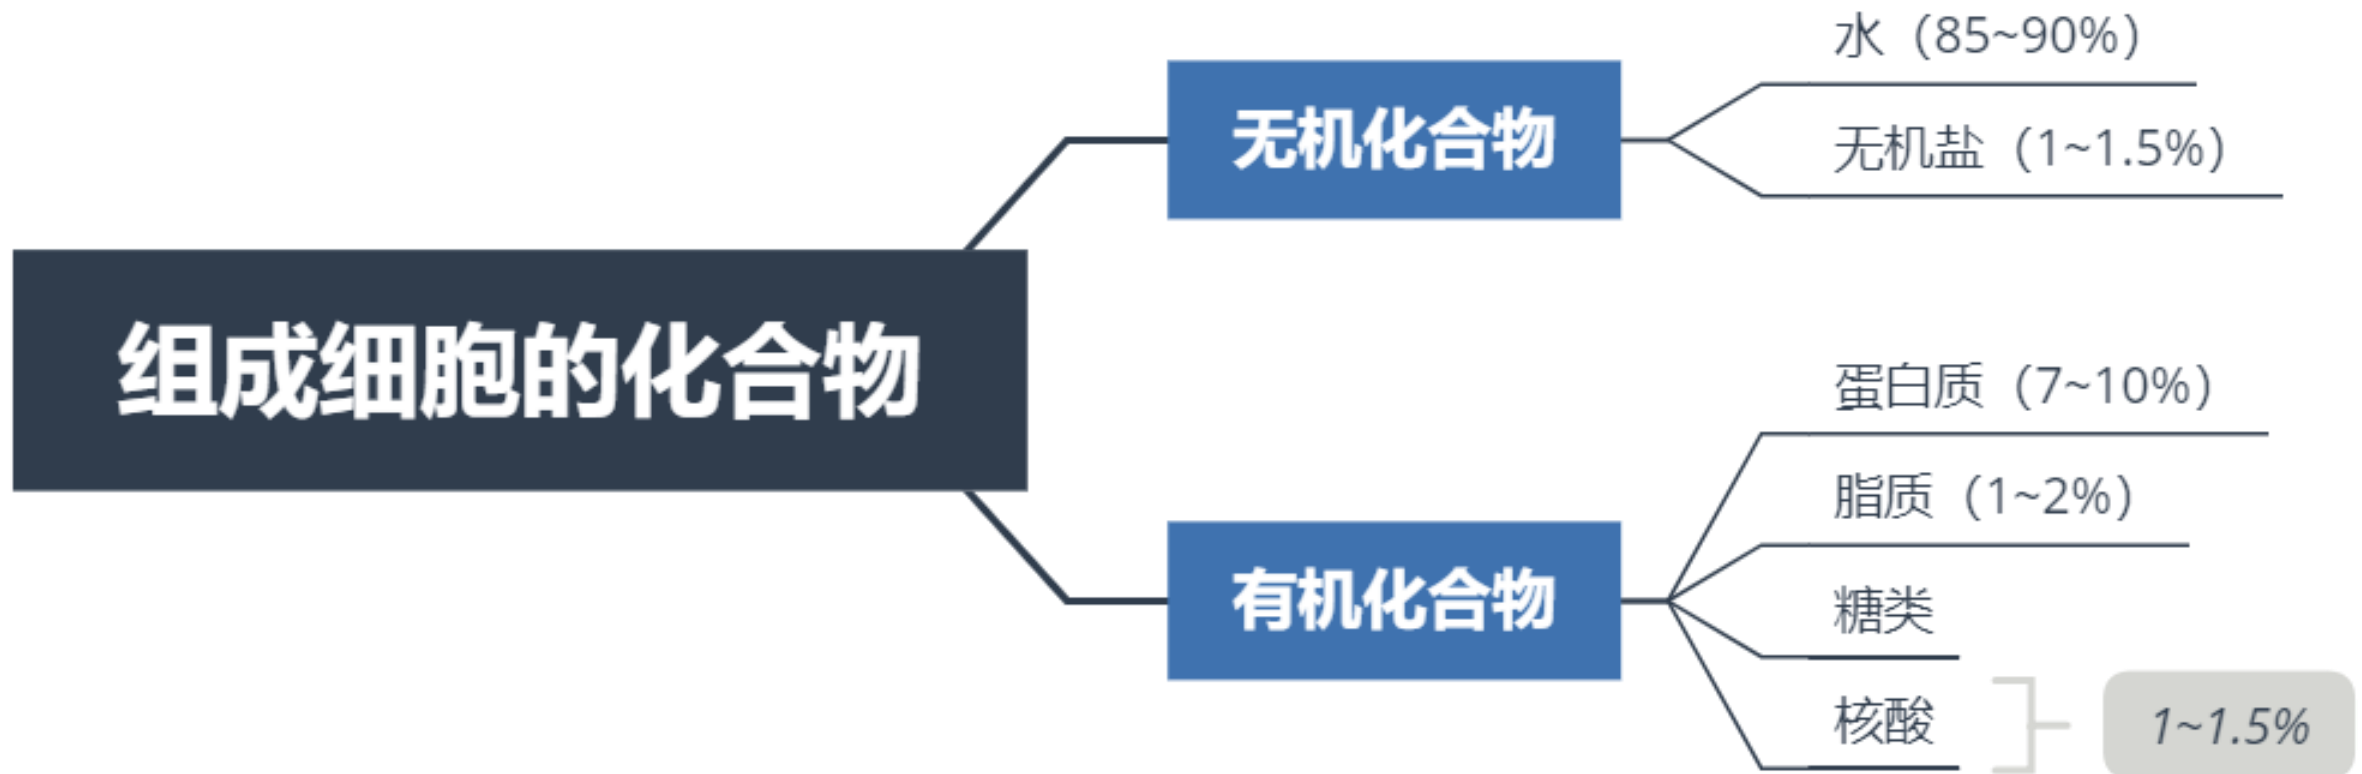 水（85~90%）
无机化合物
无机盐（1~1.5%）
组成细胞的化合物
蛋白质（7~10%）
脂质（1~2%）
有机化合物
糖类
核酸
1~1.5%